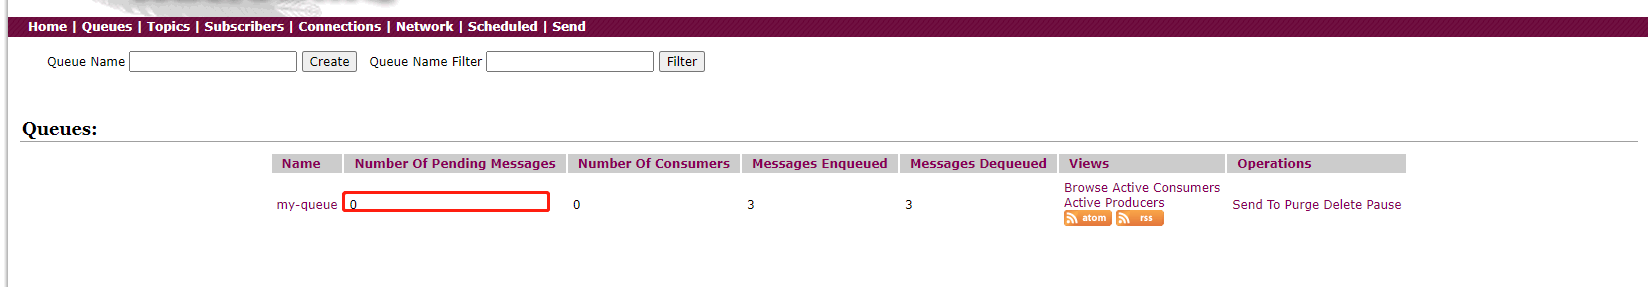 Home | Queues | Topics | Subscribers | Connections | Network | Scheduled | Send
Queue Name Create Queue Name Filter Filter
Queues:
Name Number Of Pending Messages Number Of Consumers Messages Enqueued Messages Dequeued Views Operations
my-queue 0 0 3 3 Browse Active Consumers
Active Producers
atom rss
Send To Purge Delete Pause